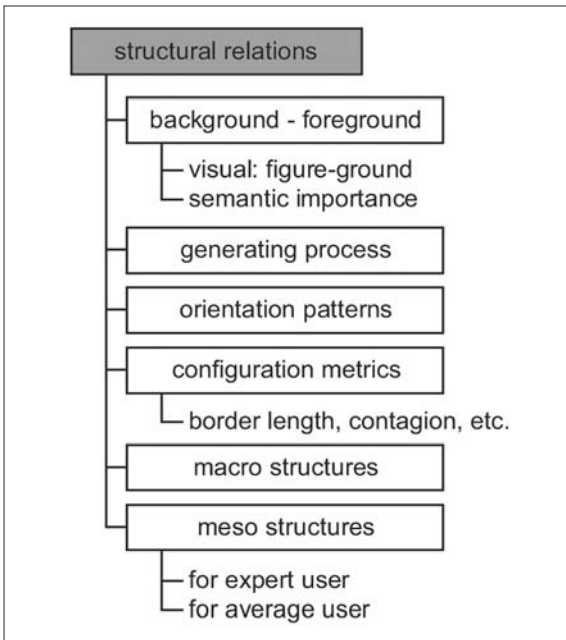 structural relations
background - foreground
visual: figure-ground
semantic importance
generating process
orientation patterns
configuration metrics
border length, contagion, etc.
macro structures
meso structures
for expert user
for average user